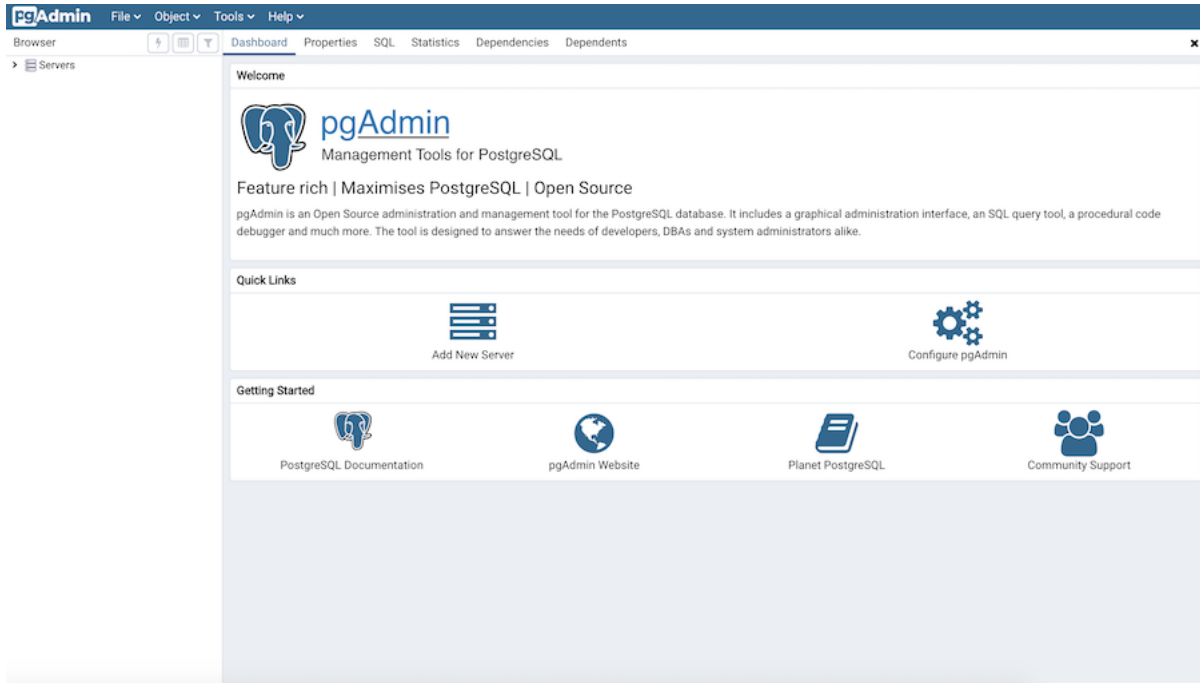 pgAdmin File Object Tools Help
Browser Dashboard Properties SQL Statistics Dependencies Dependents
Servers
Welcome
pgAdmin
Management Tools for PostgreSQL
Feature rich | Maximises PostgreSQL | Open Source
pgAdmin is an Open Source administration and management tool for the PostgreSQL database. It includes a graphical administration interface, an SQL query tool, a procedural code
debugger and much more. The tool is designed to answer the needs of developers, DBAs and system administrators alike.
Quick Links
Add New Server Configure pgAdmin
Getting Started
PostgreSQL Documentation pgAdmin Website Planet PostgreSQL Community Support